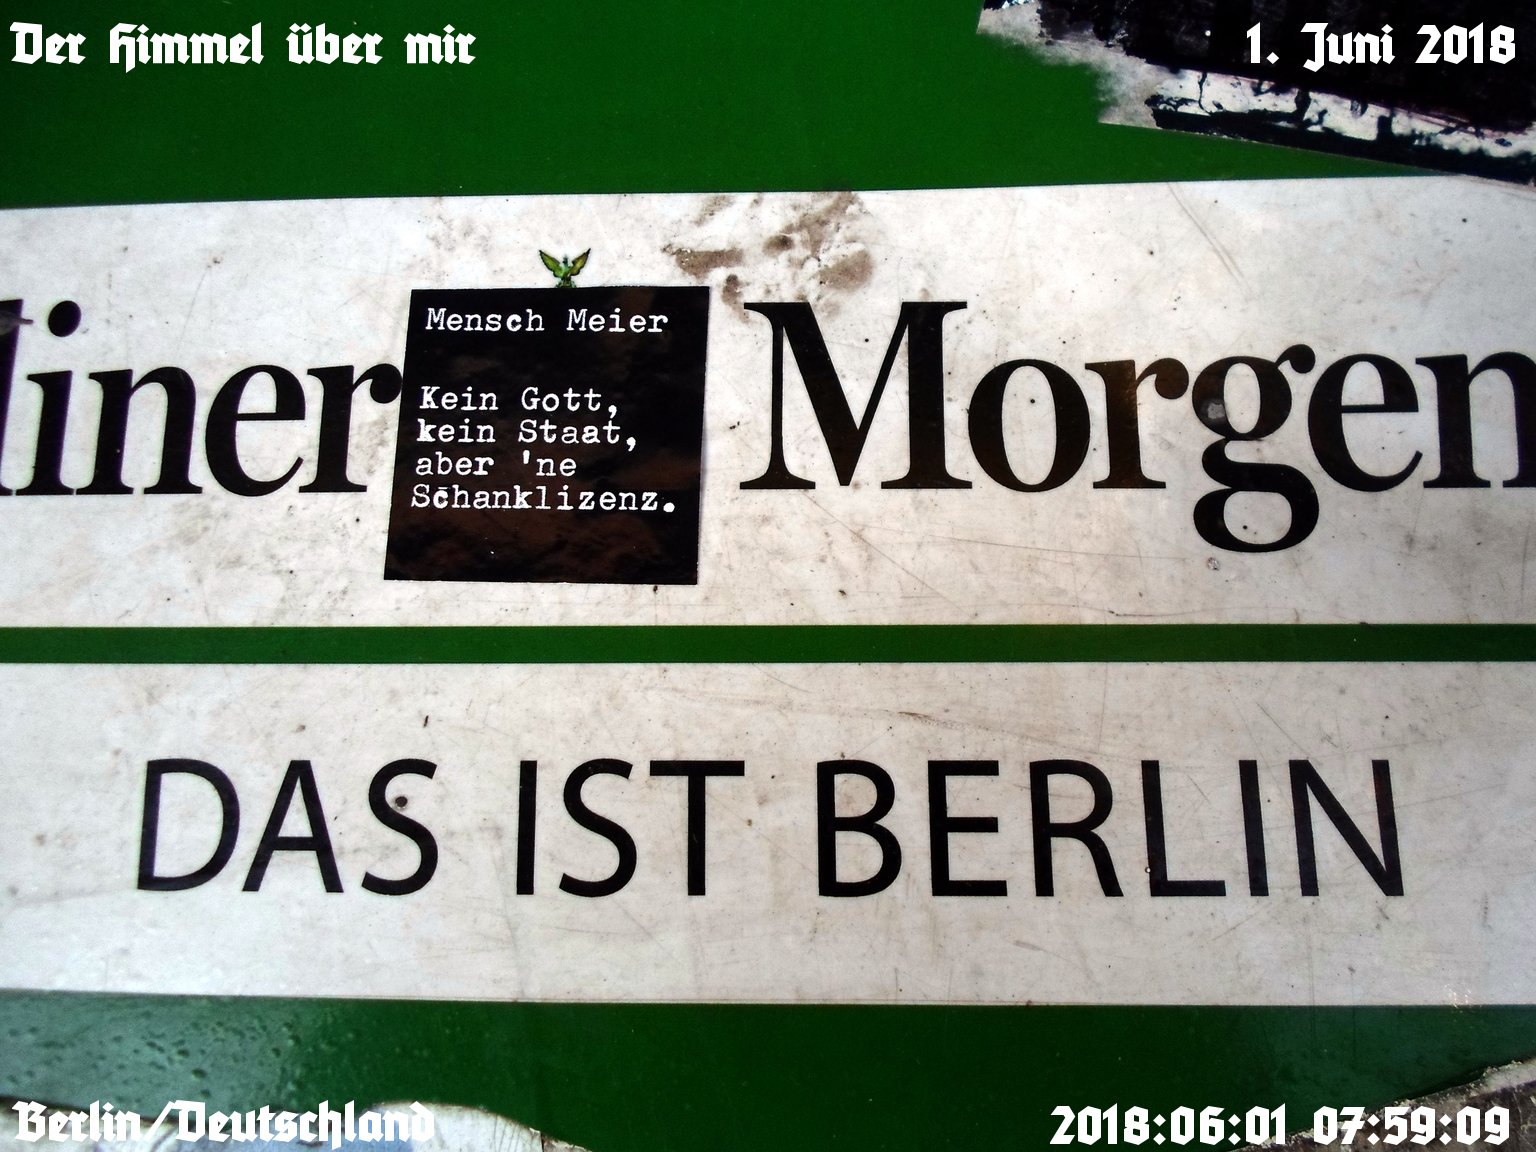 Der Himmel über mir
1. Juni 2018
liner Morgen
Mensch Meier
Kein Gott,
kein Staat,
aber 'ne
Schanklizenz.
DAS IST BERLIN
Berlin/Deutschland
2018:06:01 07:59:09